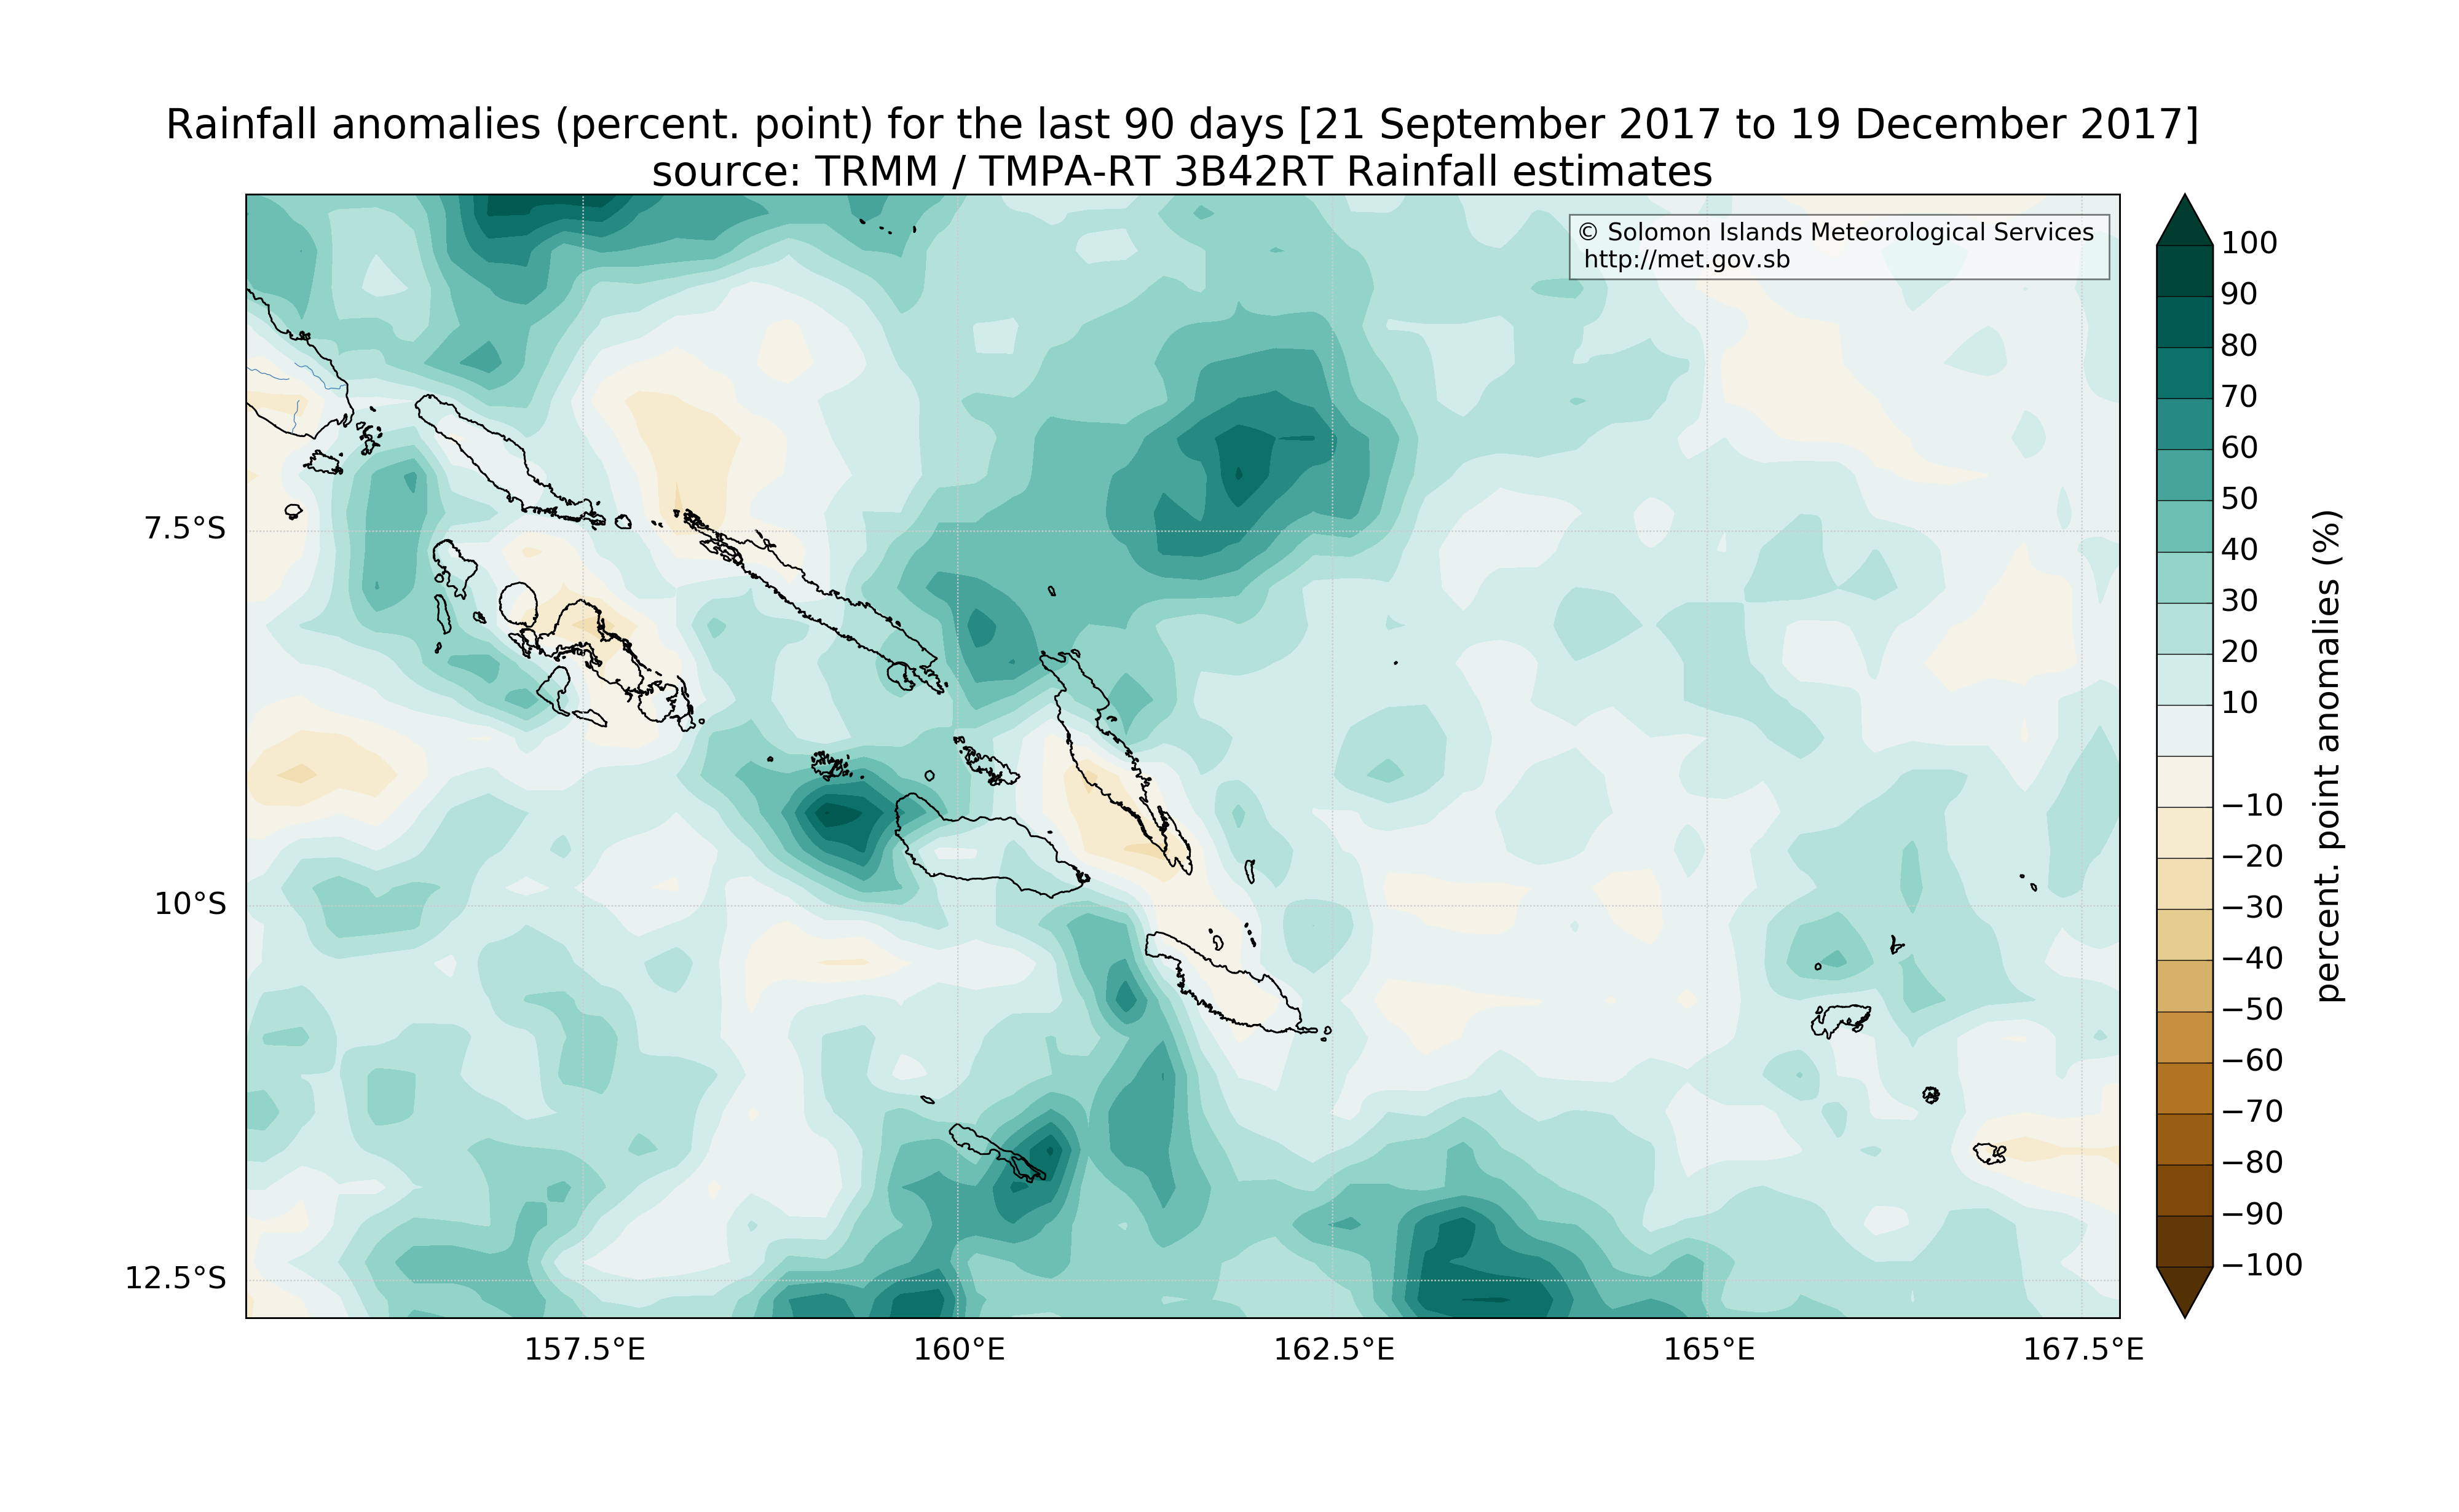 Rainfall anomalies (percent. point) for the last 90 days [21 September 2017 to 19 December 2017]
source: TRMM / TMPA-RT 3B42RT Rainfall estimates
© Solomon Islands Meteorological Services
http://met.gov.sb
7.5°S
10°S
12.5°S
157.5°E
160°E
162.5°E
165°E
167.5°E
100
90
80
70
60
50
40
30
20
10
−10
−20
−30
−40
−50
−60
−70
−80
−90
−100
percent. point anomalies (%)